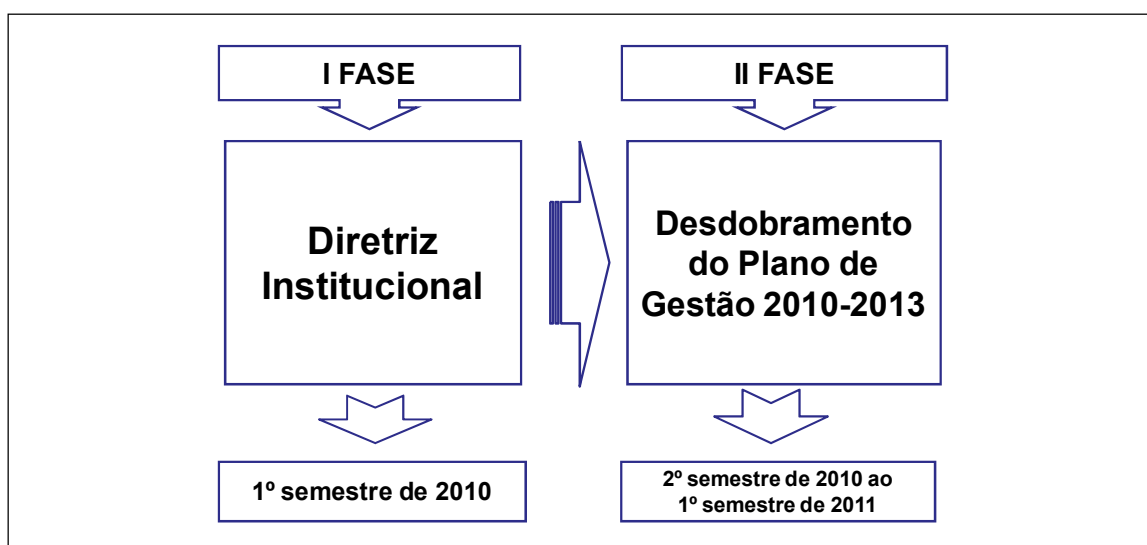 I FASE
II FASE
Diretriz
Institucional
Desdobramento
do Plano de
Gestão 2010-2013
1º semestre de 2010
2º semestre de 2010 ao
1º semestre de 2011